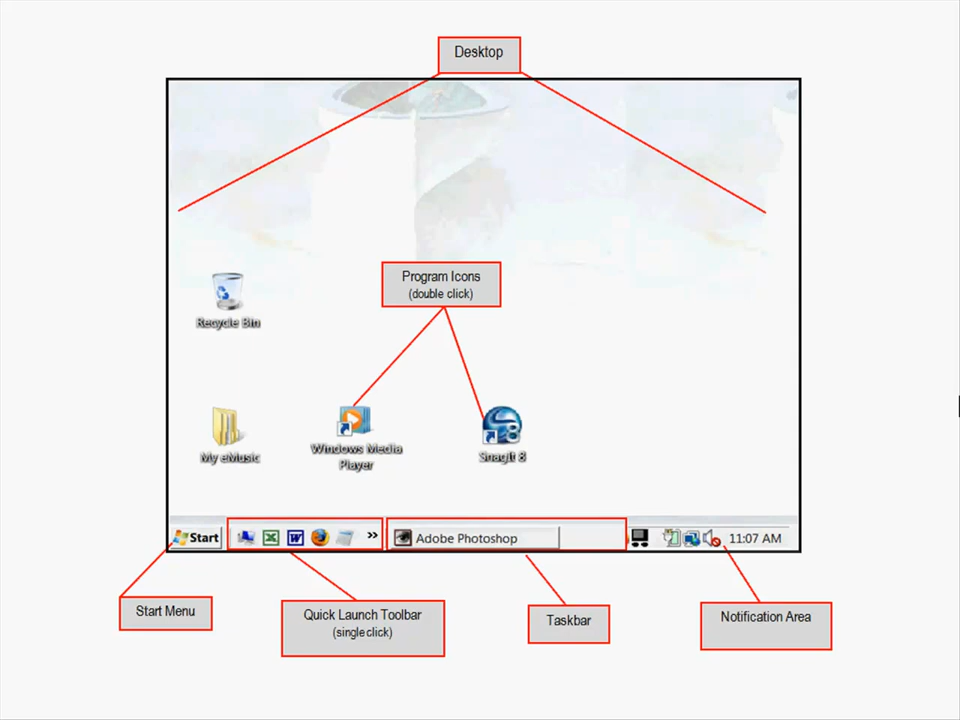 Desktop
Program Icons
(double click)
Recycle Bin
My eMusic
Windows Media
Player
SnagIt 8
Start
W
»
Adobe Photoshop
11:07 AM
Start Menu
Quick Launch Toolbar
(single click)
Taskbar
Notification Area